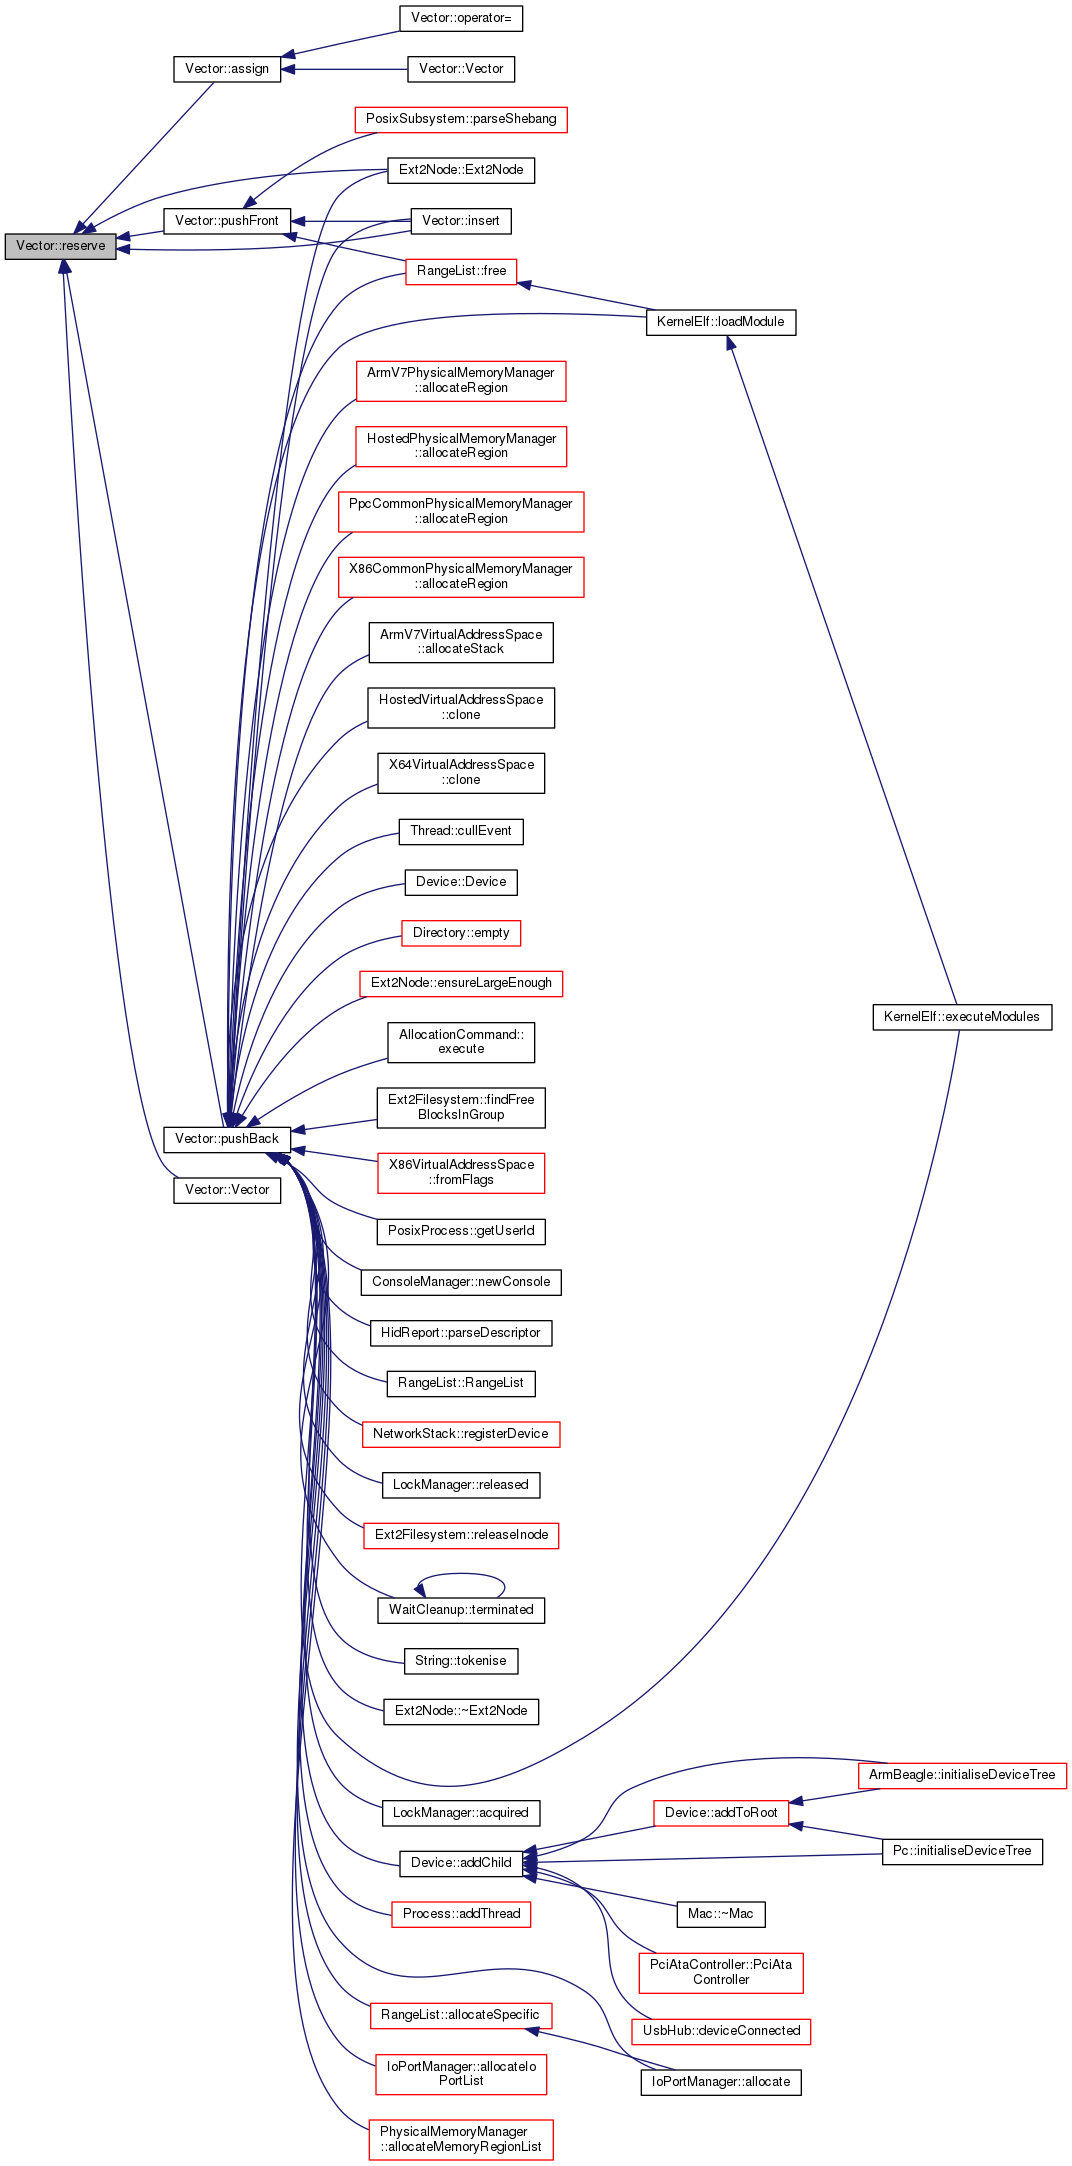 Vector::operator=
Vector::assign
Vector::Vector
PosixSubsystem::parseShebang
Ext2Node::Ext2Node
Vector::pushFront
Vector::insert
Vector::reserve
RangeList::free
KernelElf::loadModule
ArmV7PhysicalMemoryManager
::allocateRegion
HostedPhysicalMemoryManager
::allocateRegion
PpcCommonPhysicalMemoryManager
::allocateRegion
X86CommonPhysicalMemoryManager
::allocateRegion
ArmV7VirtualAddressSpace
::allocateStack
HostedVirtualAddressSpace
::clone
X64VirtualAddressSpace
::clone
Thread::cullEvent
Device::Device
Directory::empty
Ext2Node::ensureLargeEnough
KernelElf::executeModules
AllocationCommand::
execute
Ext2Filesystem::findFree
BlocksInGroup
Vector::pushBack
X86VirtualAddressSpace
::fromFlags
Vector::Vector
PosixProcess::getUserId
ConsoleManager::newConsole
HidReport::parseDescriptor
RangeList::RangeList
NetworkStack::registerDevice
LockManager::released
Ext2Filesystem::releaseInode
WaitCleanup::terminated
String::tokenise
Ext2Node::~Ext2Node
ArmBeagle::initialiseDeviceTree
LockManager::acquired
Device::addToRoot
Pc::initialiseDeviceTree
Device::addChild
Process::addThread
Mac::~Mac
PciAtaController::PciAta
Controller
RangeList::allocateSpecific
UsbHub::deviceConnected
IoPortManager::allocateIo
PortList
IoPortManager::allocate
PhysicalMemoryManager
::allocateMemoryRegionList